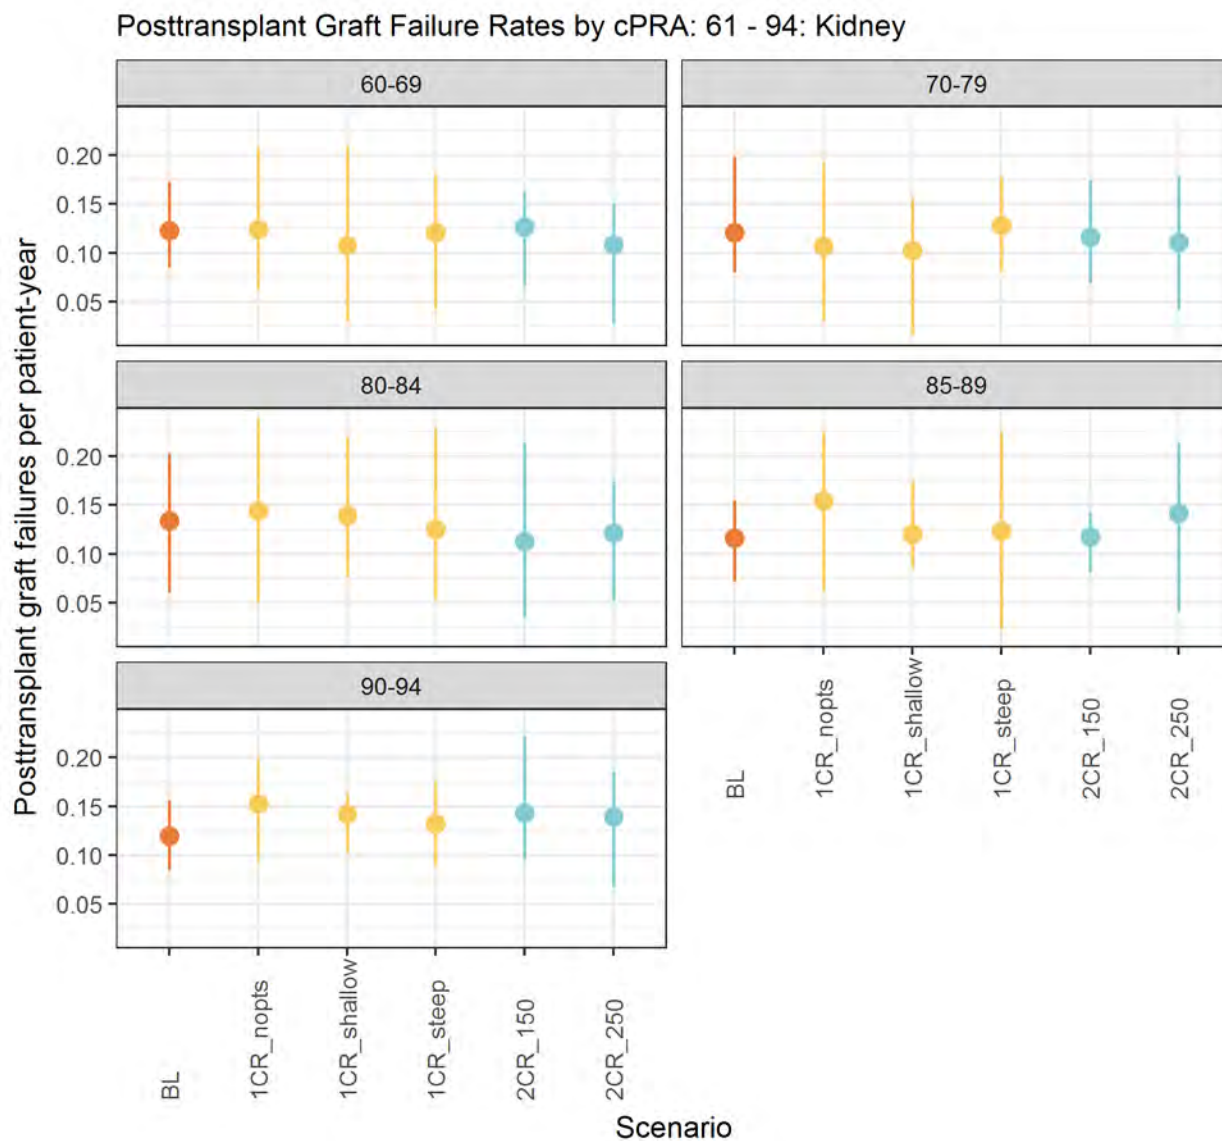 Posttransplant Graft Failure Rates by cPRA: 61 - 94: Kidney
Posttransplant graft failures per patient-year
60-69
70-79
0.20
0.15
0.10
0.05
80-84
85-89
0.20
0.15
0.10
0.05
90-94
0.20
0.15
0.10
0.05
BL
1CR_nopts
1CR_shallow
1CR_steep
2CR_150
2CR_250
BL
1CR_nopts
1CR_shallow
1CR_steep
2CR_150
2CR_250
Scenario